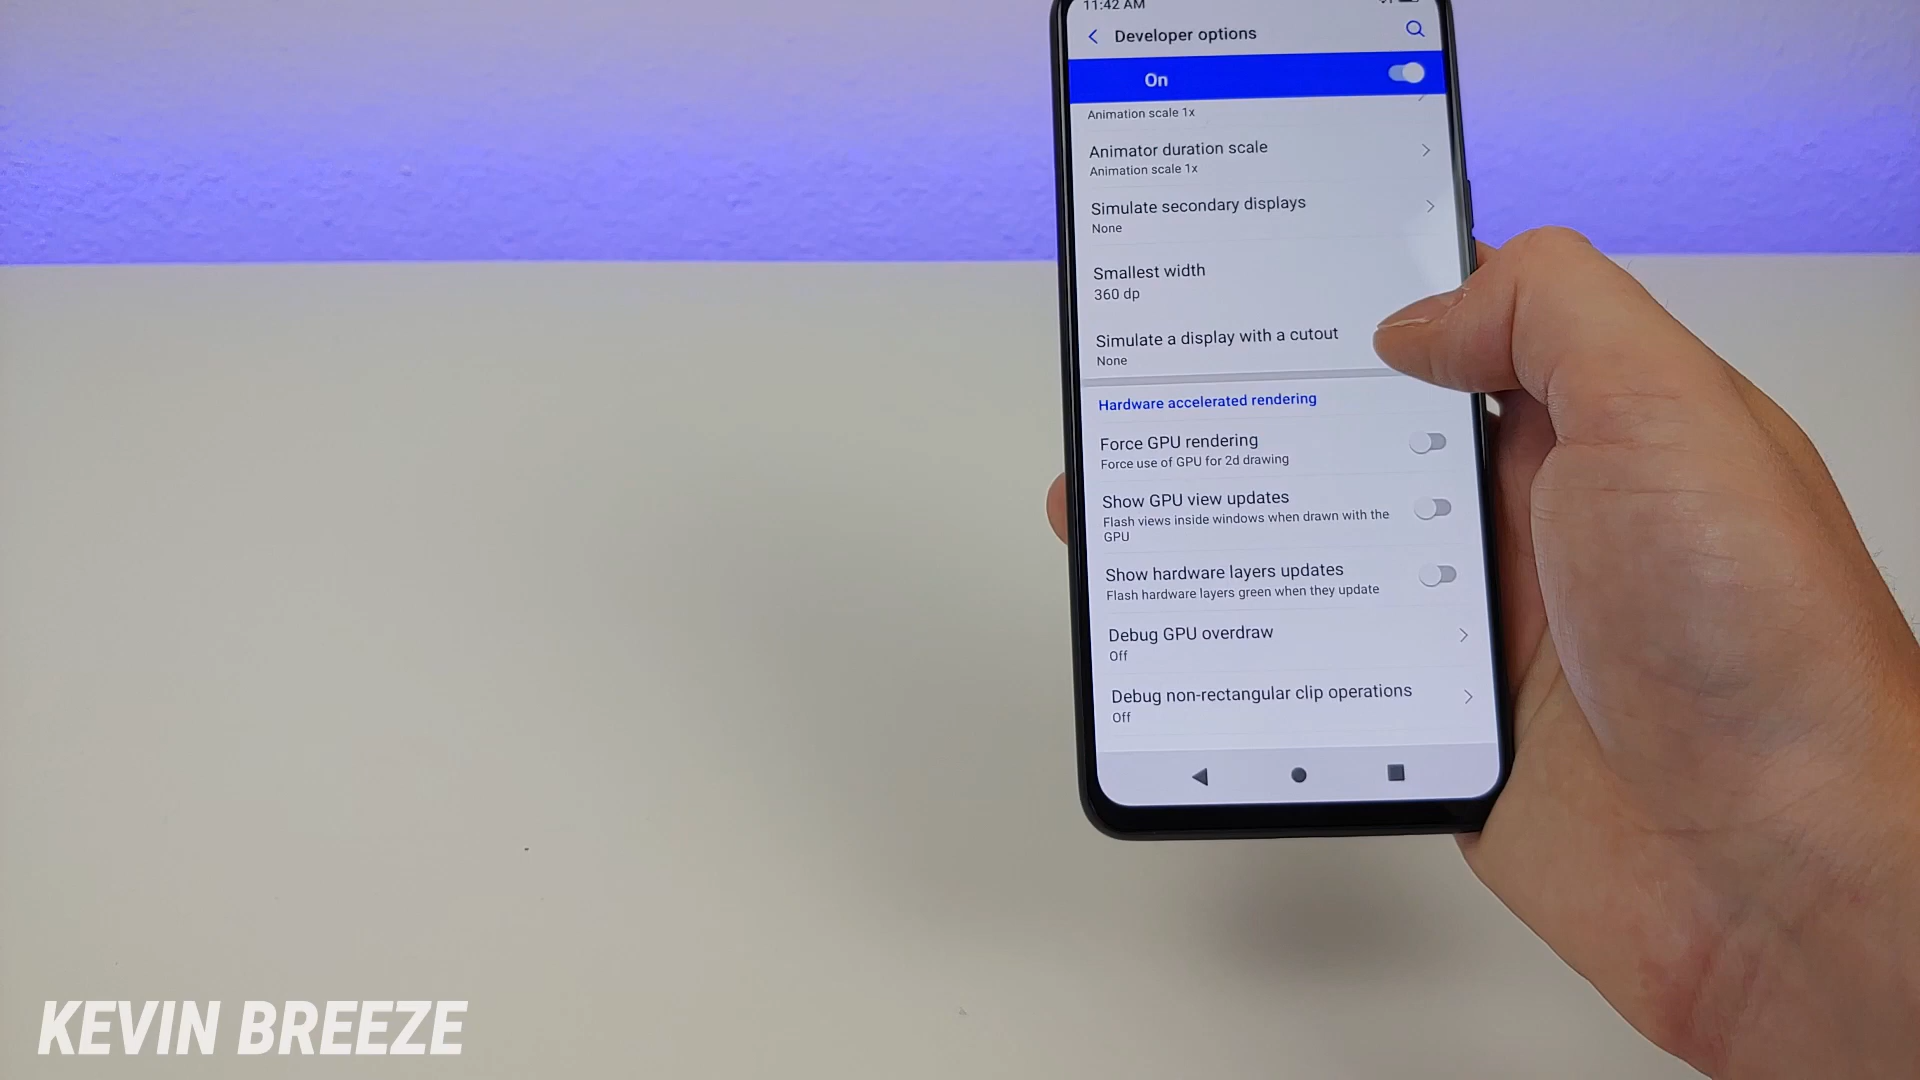 11:42 AM
Developer options
On
Animation scale 1x
Animator duration scale
Animation scale 1x
Simulate secondary displays
None
Smallest width
360 dp
Simulate a display with a cutout
None
Hardware accelerated rendering
Force GPU rendering
Force use of GPU for 2d drawing
Show GPU view updates
Flash views inside windows when drawn with the
GPU
Show hardware layers updates
Flash hardware layers green when they update
Debug GPU overdraw
Off
Debug non-rectangular clip operations
Off
KEVIN BREEZE